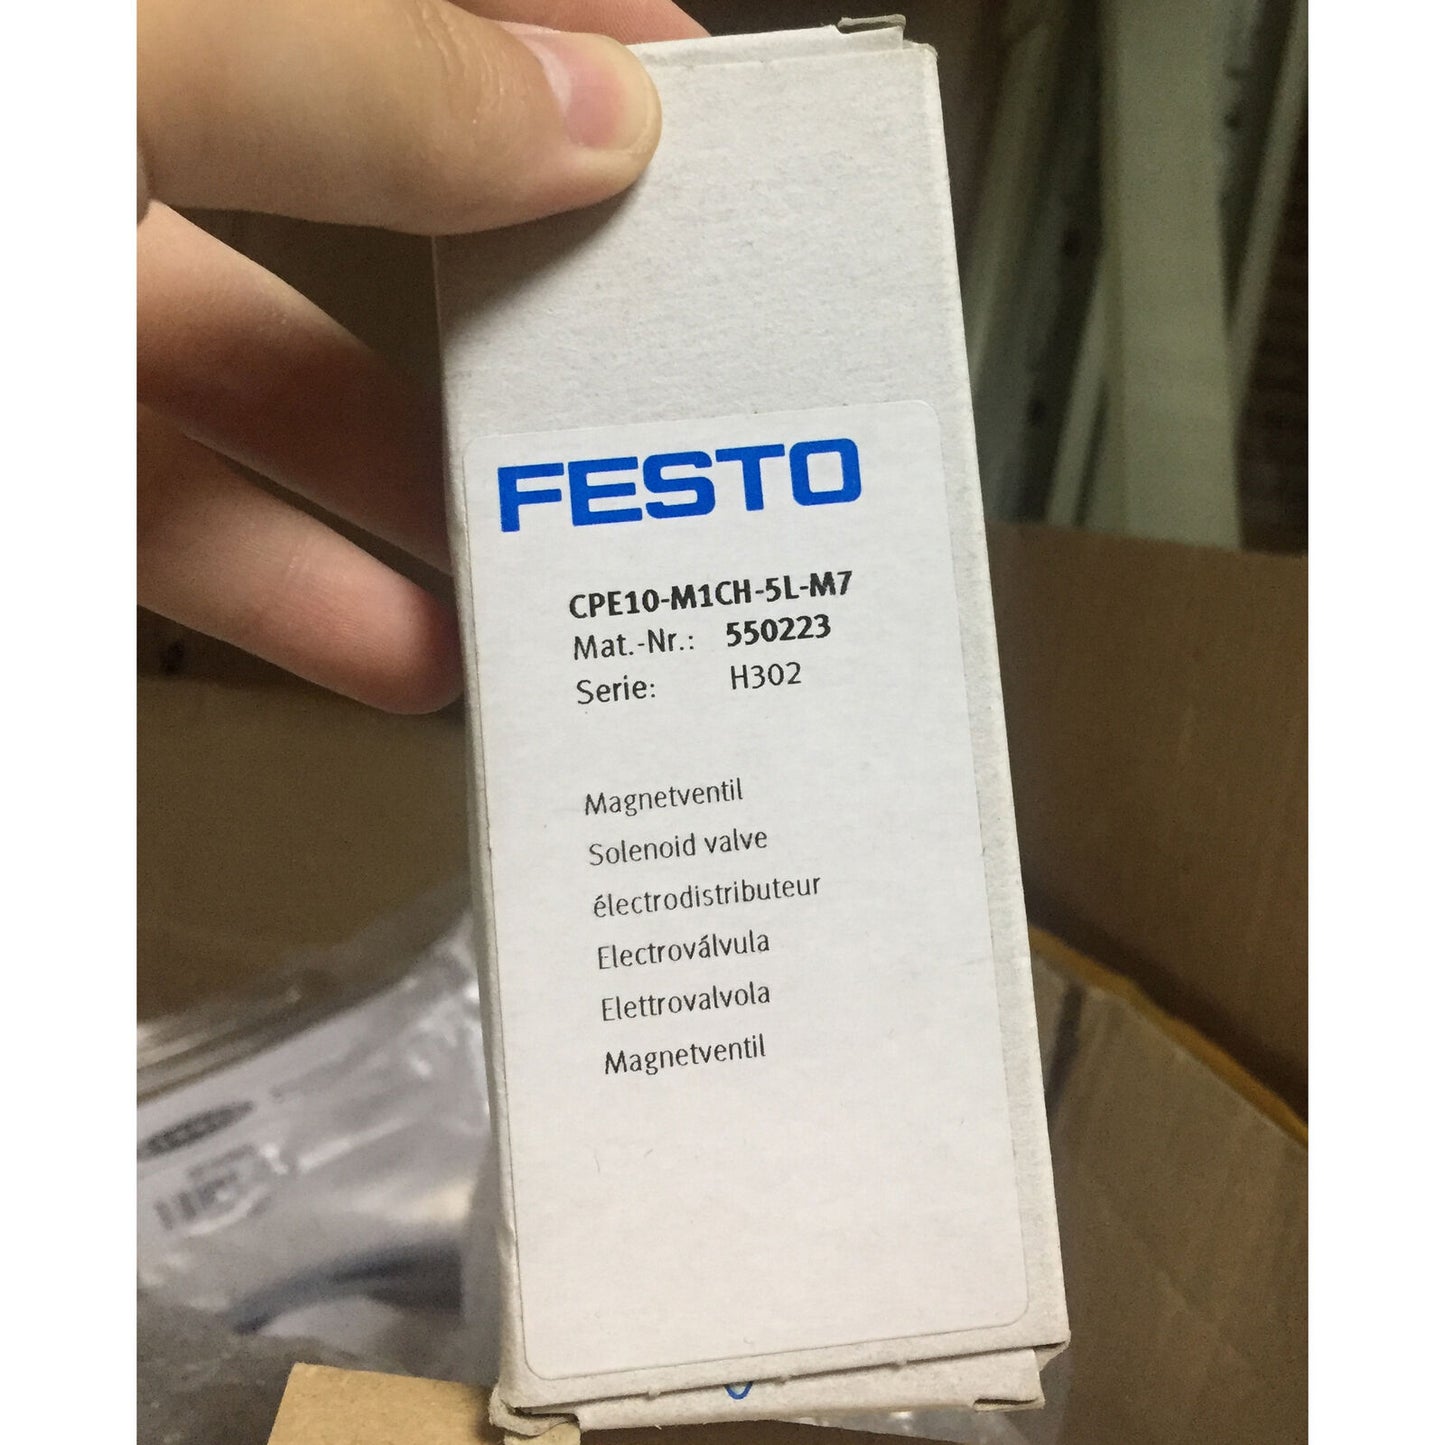 FESTO
CPE10-M1CH-5L-M7
Mat.-Nr.: 550223
Serie: H302
Magnetventil
Solenoid valve
électrodistributeur
Electroválvula
Elettrovalvola
Magnetventil